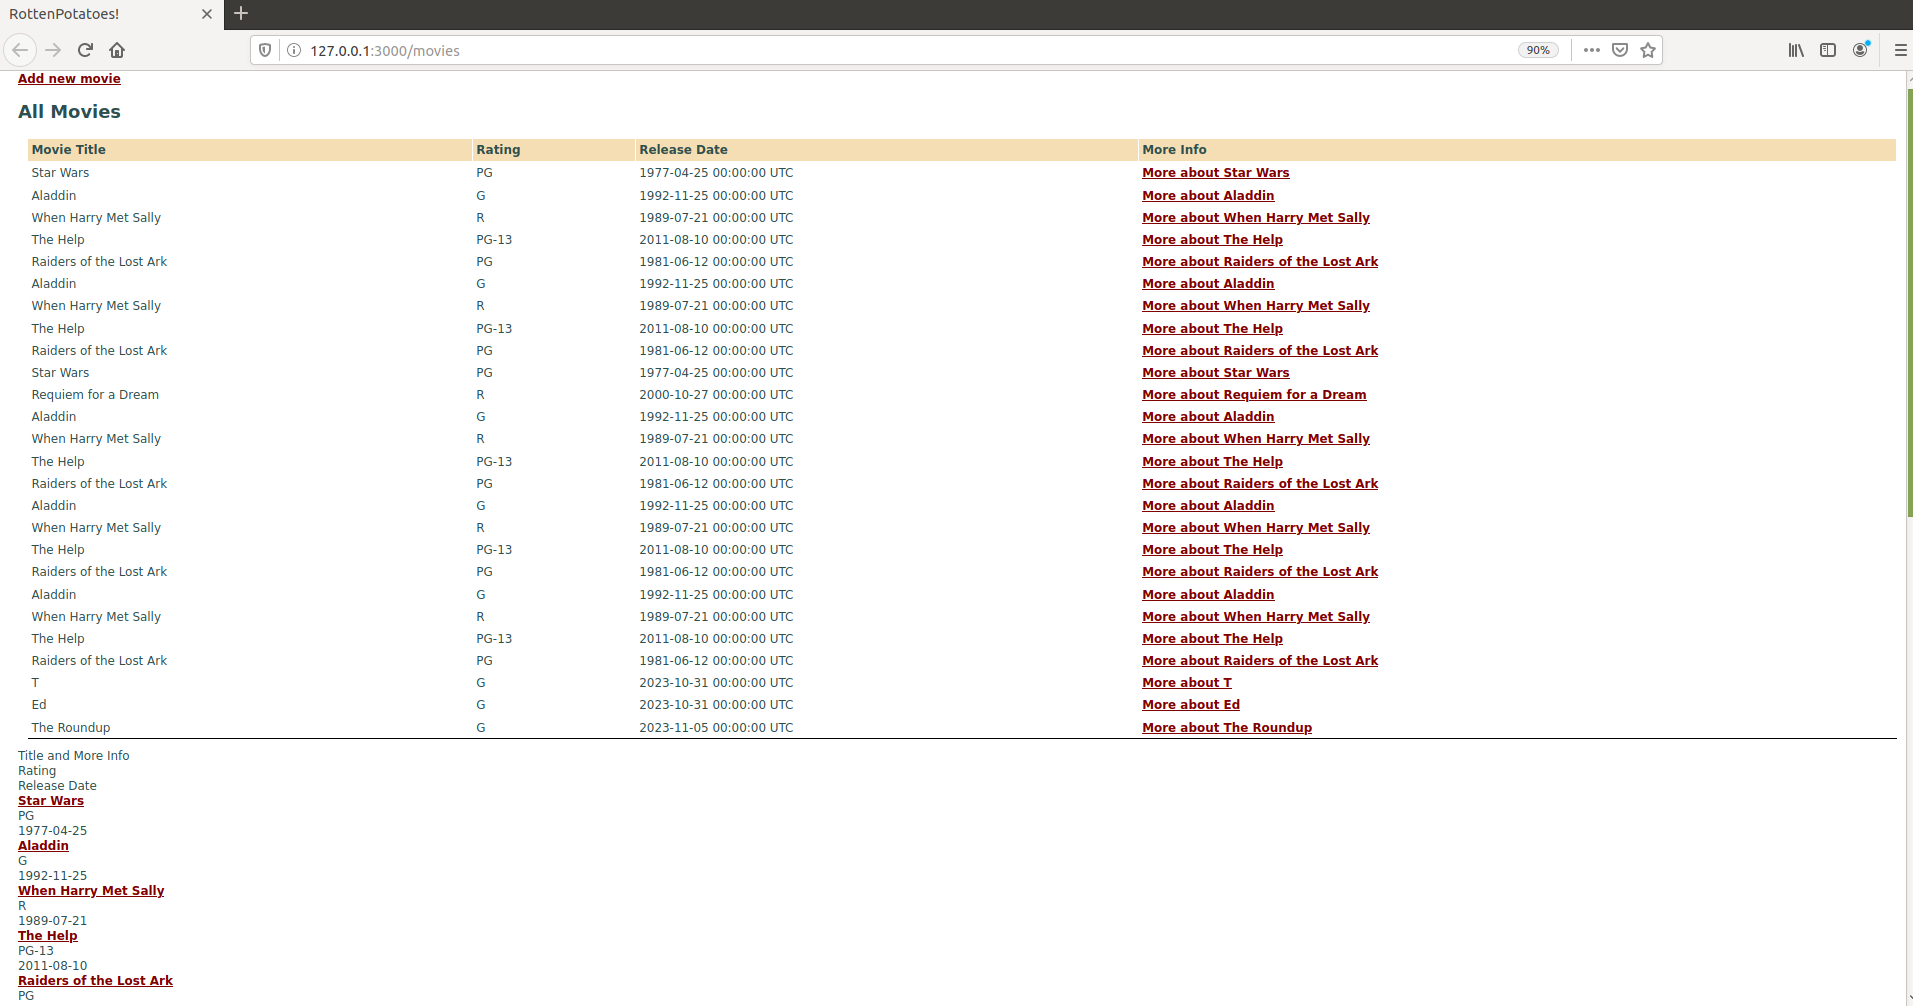 RottenPotatoes!
127.0.0.1:3000/movies 90%
Add new movie
All Movies
Movie Title Rating Release Date More Info
Star Wars PG 1977-04-25 00:00:00 UTC More about Star Wars
Aladdin G 1992-11-25 00:00:00 UTC More about Aladdin
When Harry Met Sally R 1989-07-21 00:00:00 UTC More about When Harry Met Sally
The Help PG-13 2011-08-10 00:00:00 UTC More about The Help
Raiders of the Lost Ark PG 1981-06-12 00:00:00 UTC More about Raiders of the Lost Ark
Aladdin G 1992-11-25 00:00:00 UTC More about Aladdin
When Harry Met Sally R 1989-07-21 00:00:00 UTC More about When Harry Met Sally
The Help PG-13 2011-08-10 00:00:00 UTC More about The Help
Raiders of the Lost Ark PG 1981-06-12 00:00:00 UTC More about Raiders of the Lost Ark
Star Wars PG 1977-04-25 00:00:00 UTC More about Star Wars
Requiem for a Dream R 2000-10-27 00:00:00 UTC More about Requiem for a Dream
Aladdin G 1992-11-25 00:00:00 UTC More about Aladdin
When Harry Met Sally R 1989-07-21 00:00:00 UTC More about When Harry Met Sally
The Help PG-13 2011-08-10 00:00:00 UTC More about The Help
Raiders of the Lost Ark PG 1981-06-12 00:00:00 UTC More about Raiders of the Lost Ark
Aladdin G 1992-11-25 00:00:00 UTC More about Aladdin
When Harry Met Sally R 1989-07-21 00:00:00 UTC More about When Harry Met Sally
The Help PG-13 2011-08-10 00:00:00 UTC More about The Help
Raiders of the Lost Ark PG 1981-06-12 00:00:00 UTC More about Raiders of the Lost Ark
Aladdin G 1992-11-25 00:00:00 UTC More about Aladdin
When Harry Met Sally R 1989-07-21 00:00:00 UTC More about When Harry Met Sally
The Help PG-13 2011-08-10 00:00:00 UTC More about The Help
Raiders of the Lost Ark PG 1981-06-12 00:00:00 UTC More about Raiders of the Lost Ark
T G 2023-10-31 00:00:00 UTC More about T
Ed G 2023-10-31 00:00:00 UTC More about Ed
The Roundup G 2023-11-05 00:00:00 UTC More about The Roundup
Title and More Info
Rating
Release Date
Star Wars
PG
1977-04-25
Aladdin
G
1992-11-25
When Harry Met Sally
R
1989-07-21
The Help
PG-13
2011-08-10
Raiders of the Lost Ark
PG